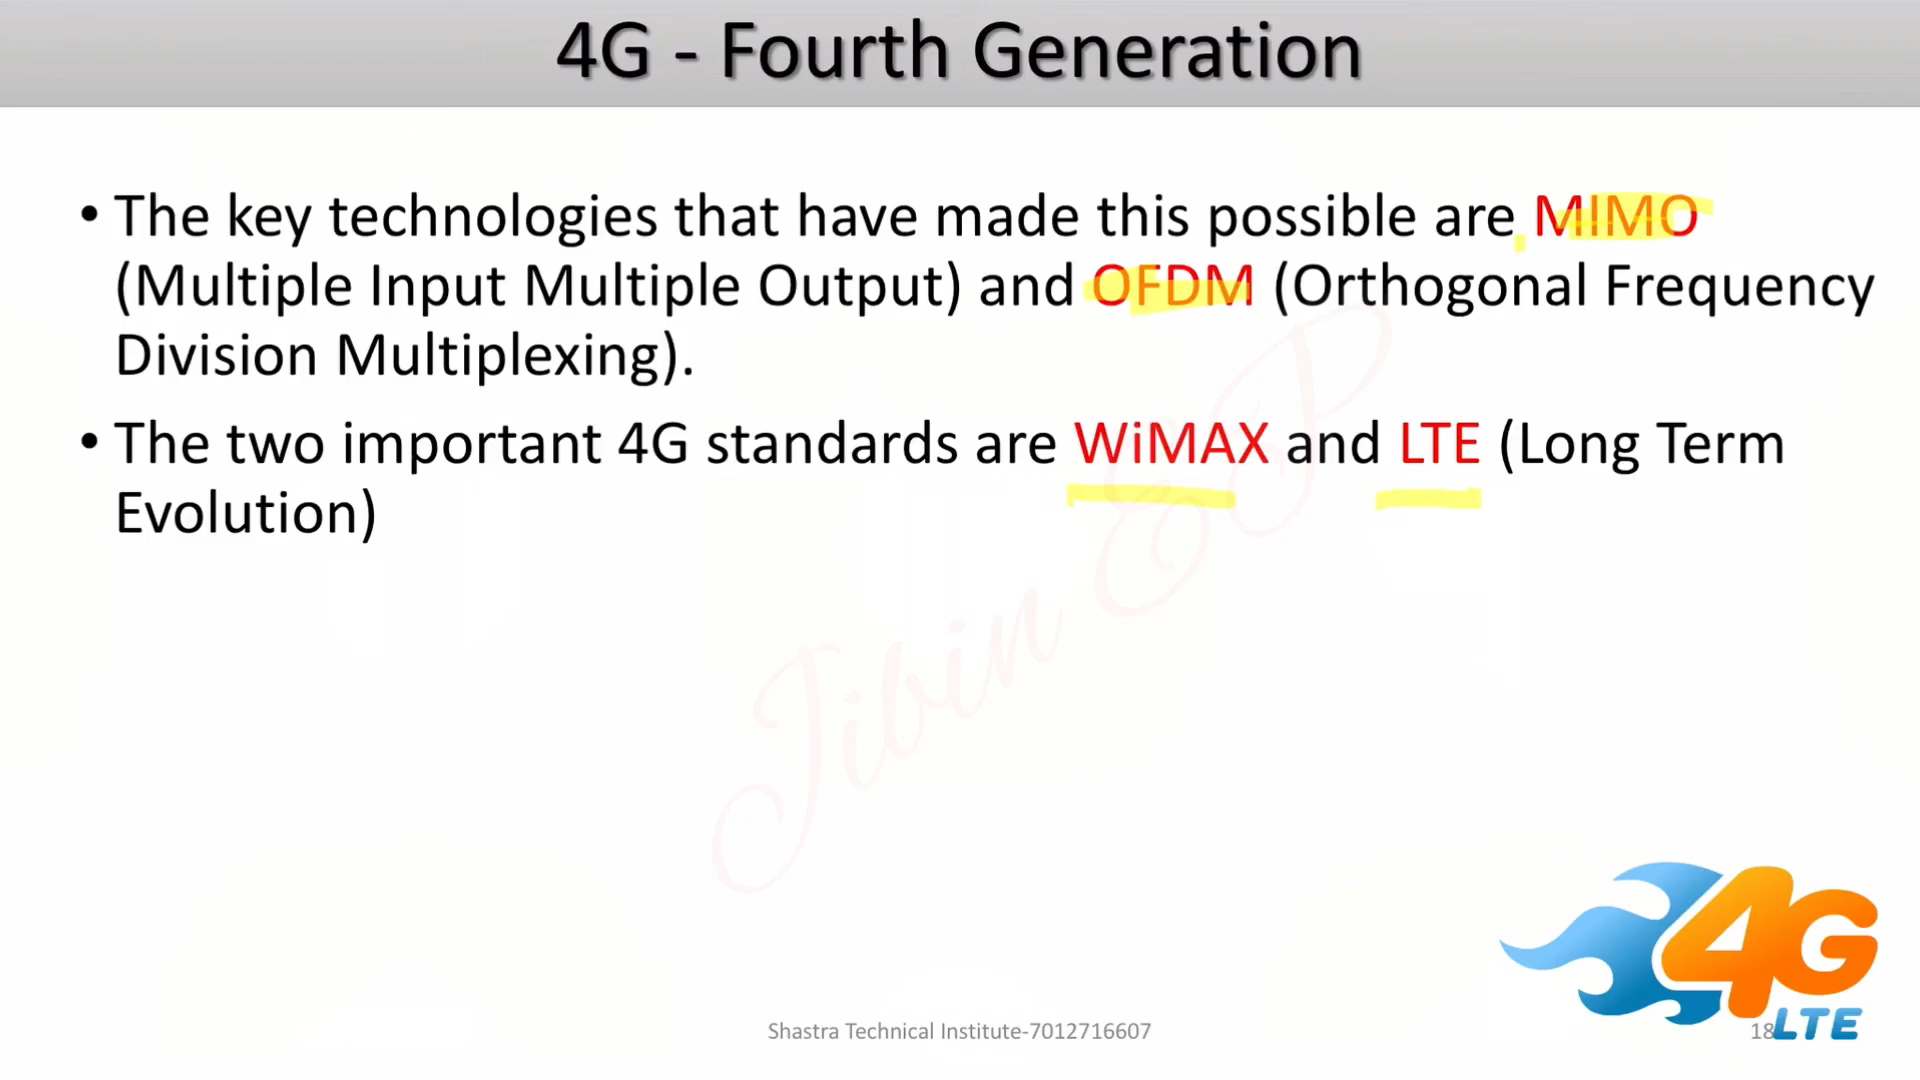 4G - Fourth Generation
• The key technologies that have made this possible are MIMO
(Multiple Input Multiple Output) and OFDM (Orthogonal Frequency
Division Multiplexing).
• The two important 4G standards are WiMAX and LTE (Long Term
Evolution)
Jibin EP
4G
LTE
Shastra Technical Institute-7012716607
18